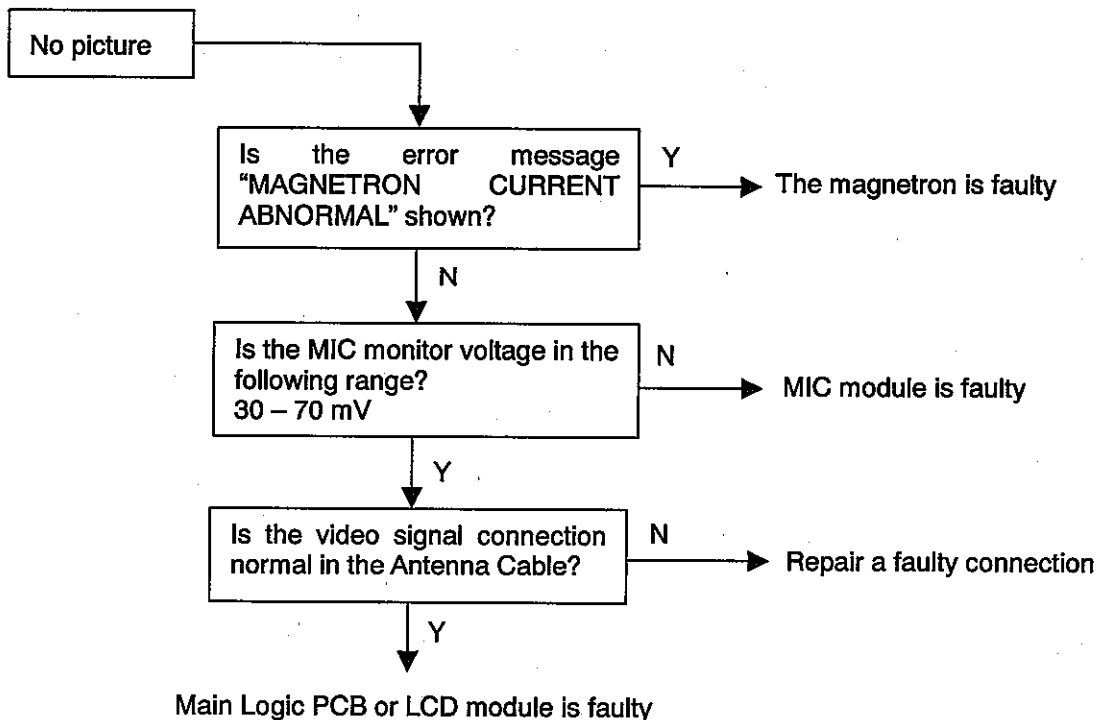 No picture
Is the error message
"MAGNETRON CURRENT
ABNORMAL" shown?
Y
The magnetron is faulty
N
Is the MIC monitor voltage in the
following range?
30 – 70 mV
N
MIC module is faulty
Y
Is the video signal connection
normal in the Antenna Cable?
N
Repair a faulty connection
Y
Main Logic PCB or LCD module is faulty